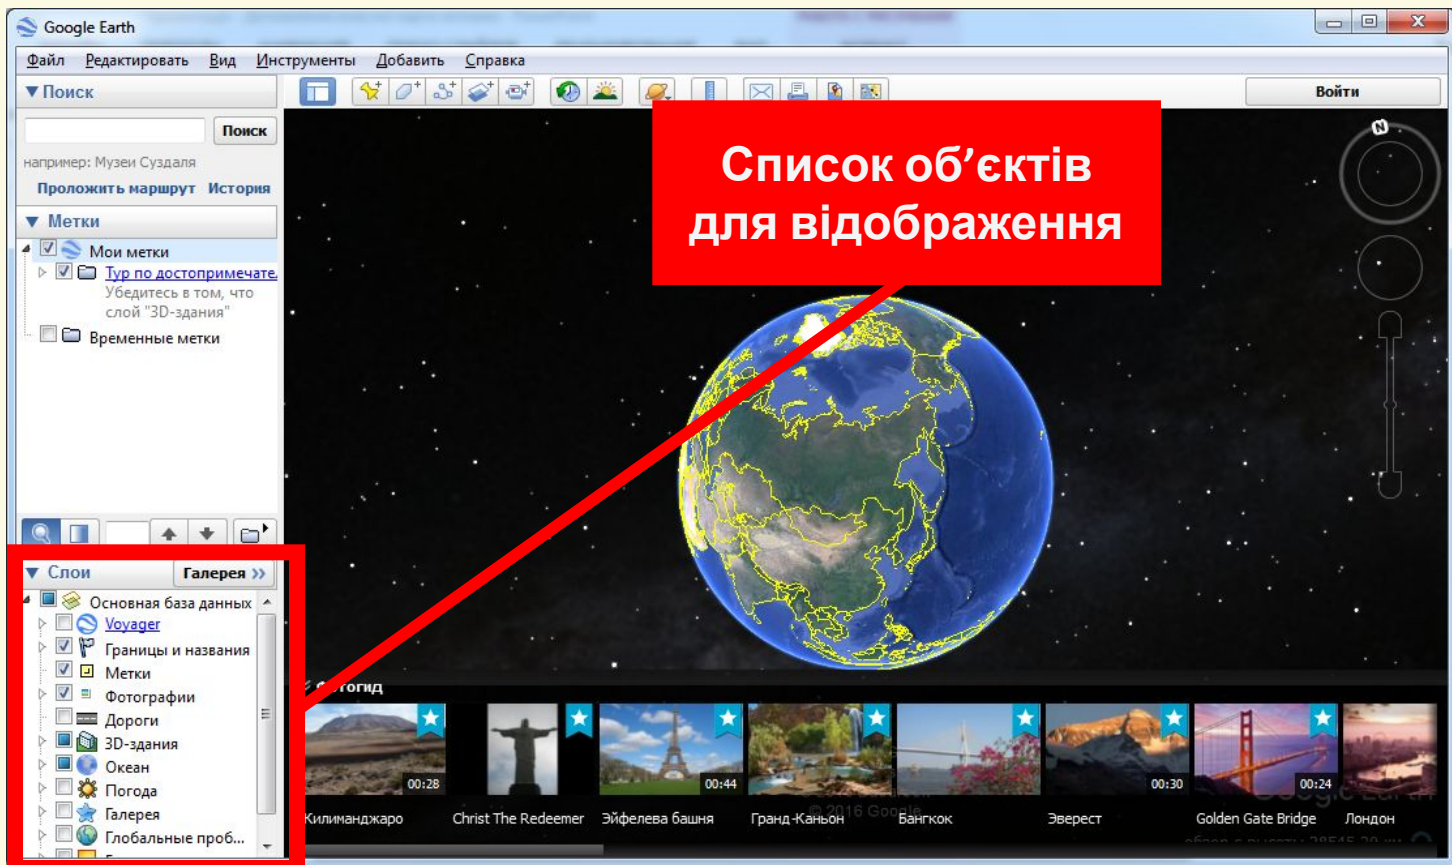 Google Earth
Файл Редактировать Вид Инструменты Добавить Справка
Поиск
Войти
Поиск
например: Музеи Суздаля
Проложить маршрут История
Метки
Мои метки
Тур по достопримечате.
Убедитесь в том, что
слой "3D-здания"
Временные метки
Список об’єктів
для відображення
N
Слои Галерея »
Основная база данных
Voyager
Границы и названия
Метки
Фотографии
Дороги
3D-здания
Океан
Погода
Галерея
Глобальные проб...
00:28 00:44 00:30 00:24
© 2016 Google
Килиманджаро Christ The Redeemer Эйфелева башня Гранд-Каньон Бангкок Эверест Golden Gate Bridge Лондон